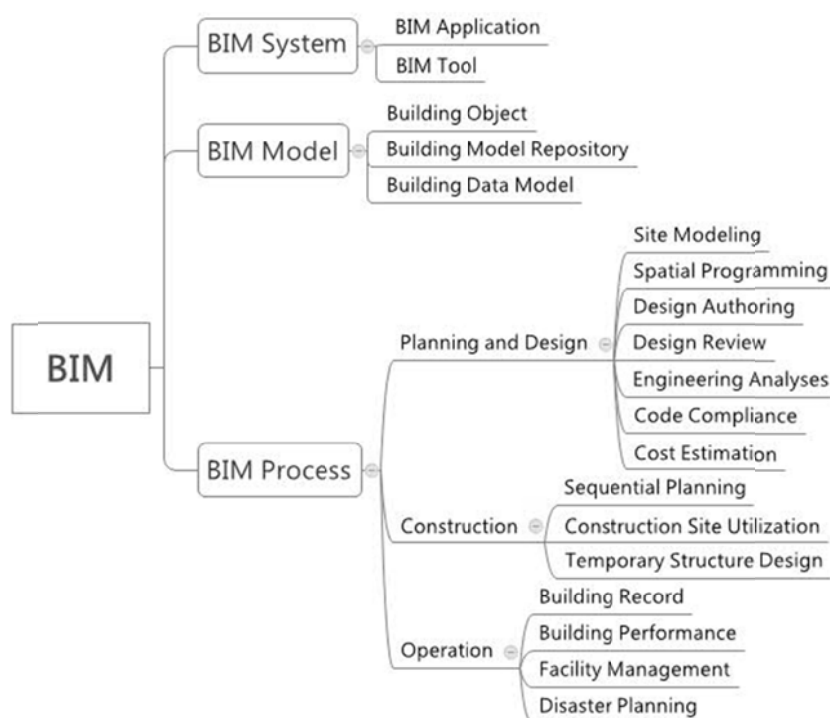 BIM
BIM System
BIM Application
BIM Tool
BIM Model
Building Object
Building Model Repository
Building Data Model
BIM Process
Planning and Design
Site Modeling
Spatial Programming
Design Authoring
Design Review
Engineering Analyses
Code Compliance
Cost Estimation
Construction
Sequential Planning
Construction Site Utilization
Temporary Structure Design
Operation
Building Record
Building Performance
Facility Management
Disaster Planning